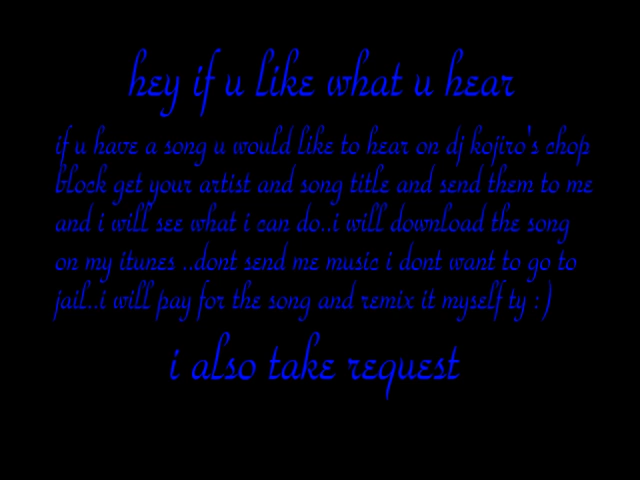 hey if u like what u hear
if u have a song u would like to hear on dj kojiro's chop
block get your artist and song title and send them to me
and i will see what i can do..i will download the song
on my itunes ..dont send me music i dont want to go to
jail..i will pay for the song and remix it myself ty : )
i also take request